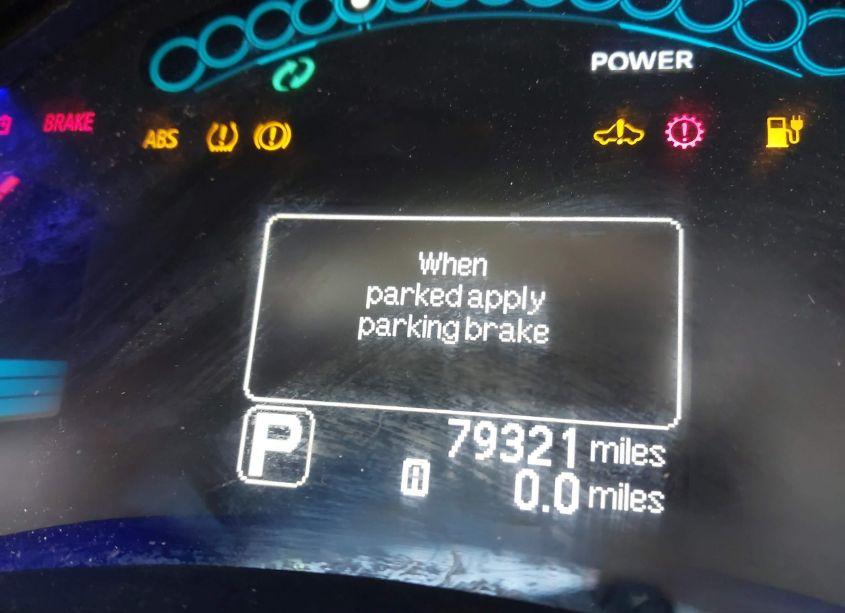 POWER
BRAKE
ABS
When
parked apply
parking brake
P
79321 miles
A 0.0 miles